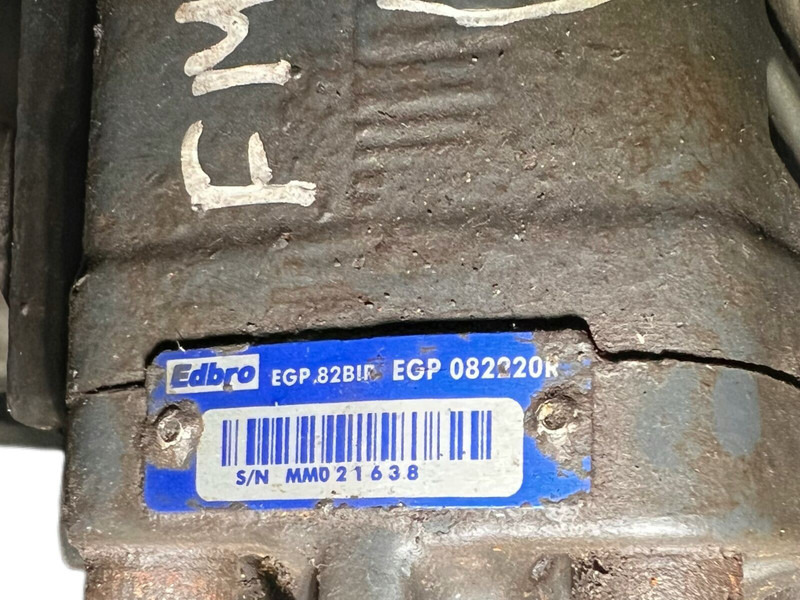 FM
Edbro EGP.82BIR EGP 082220R
S/N MM021638